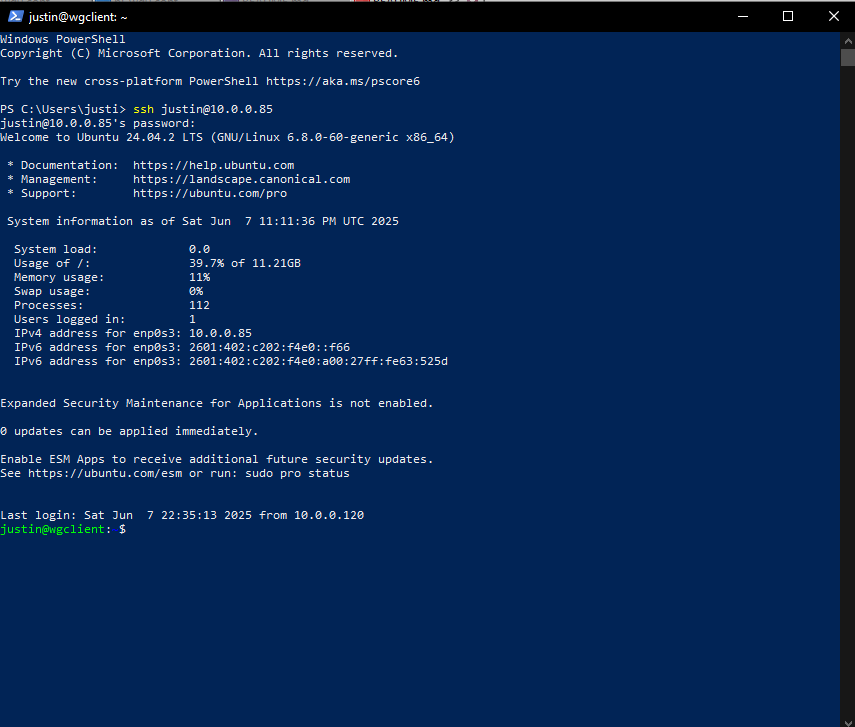 justin@wgclient: ~
Windows PowerShell
Copyright (C) Microsoft Corporation. All rights reserved.
Try the new cross-platform PowerShell https://aka.ms/pscore6
PS C:\Users\justi> ssh justin@10.0.0.85
justin@10.0.0.85's password:
Welcome to Ubuntu 24.04.2 LTS (GNU/Linux 6.8.0-60-generic x86_64)
* Documentation:  https://help.ubuntu.com
* Management:     https://landscape.canonical.com
* Support:        https://ubuntu.com/pro
System information as of Sat Jun  7 11:11:36 PM UTC 2025
System load:             0.0
Usage of /:              39.7% of 11.21GB
Memory usage:            11%
Swap usage:              0%
Processes:               112
Users logged in:         1
IPv4 address for enp0s3: 10.0.0.85
IPv6 address for enp0s3: 2601:402:c202:f4e0::f66
IPv6 address for enp0s3: 2601:402:c202:f4e0:a00:27ff:fe63:525d
Expanded Security Maintenance for Applications is not enabled.
0 updates can be applied immediately.
Enable ESM Apps to receive additional future security updates.
See https://ubuntu.com/esm or run: sudo pro status
Last login: Sat Jun  7 22:35:13 2025 from 10.0.0.120
justin@wgclient: $